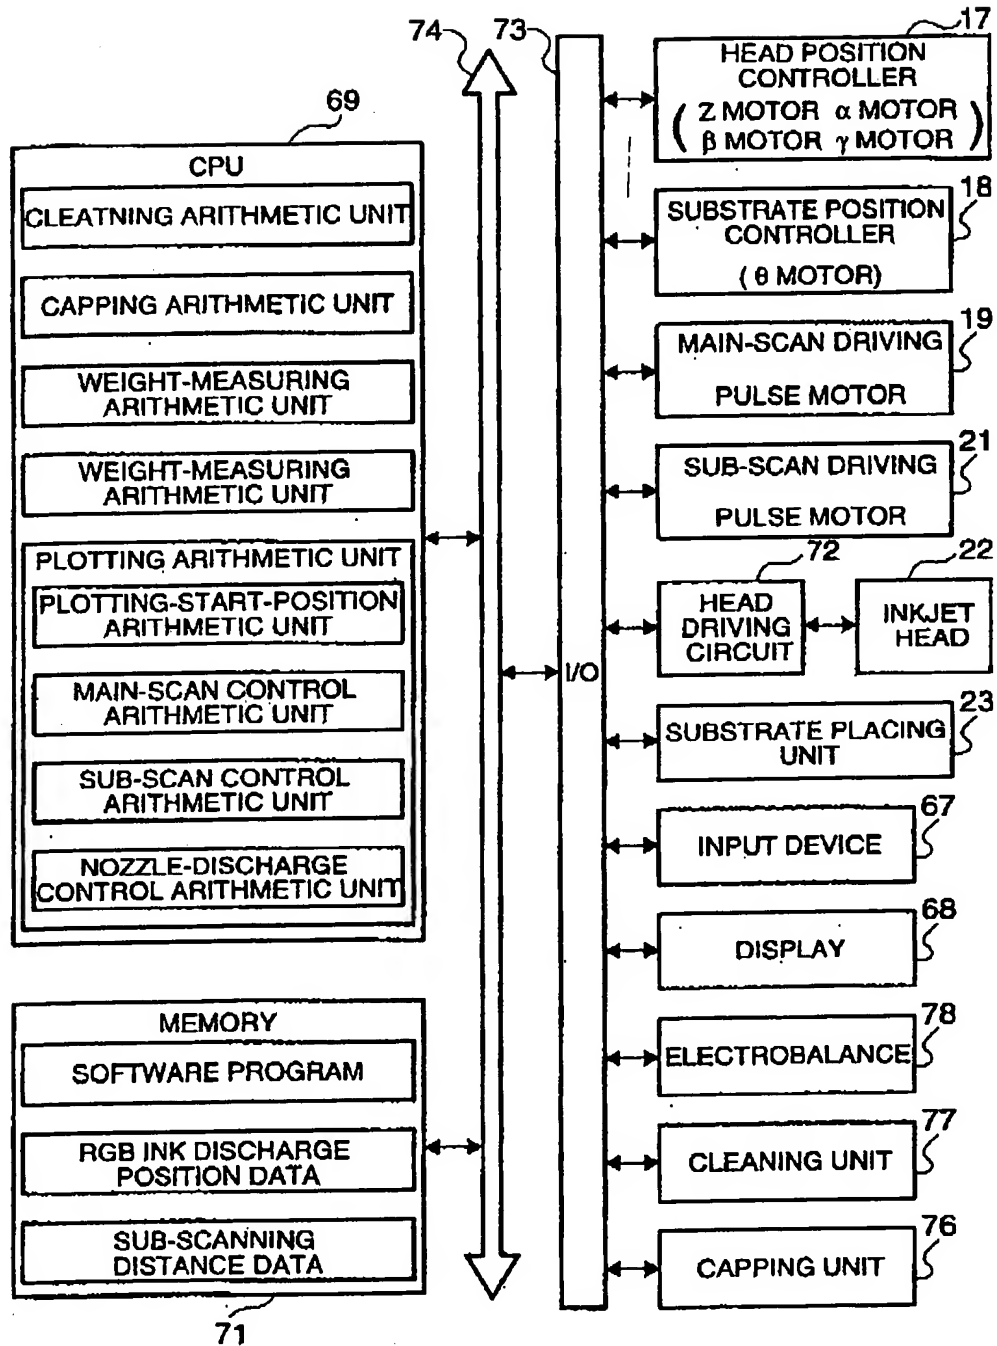 74
73
17
HEAD POSITION
CONTROLLER
( Z MOTOR α MOTOR
β MOTOR γ MOTOR )
69
CPU
CLEATNING ARITHMETIC UNIT
CAPPING ARITHMETIC UNIT
WEIGHT-MEASURING
ARITHMETIC UNIT
WEIGHT-MEASURING
ARITHMETIC UNIT
PLOTTING ARITHMETIC UNIT
PLOTTING-START-POSITION
ARITHMETIC UNIT
MAIN-SCAN CONTROL
ARITHMETIC UNIT
SUB-SCAN CONTROL
ARITHMETIC UNIT
NOZZLE-DISCHARGE
CONTROL ARITHMETIC UNIT
MEMORY
SOFTWARE PROGRAM
RGB INK DISCHARGE
POSITION DATA
SUB-SCANNING
DISTANCE DATA
71
I/O
18
SUBSTRATE POSITION
CONTROLLER
( θ MOTOR)
19
MAIN-SCAN DRIVING
PULSE MOTOR
21
SUB-SCAN DRIVING
PULSE MOTOR
72
HEAD
DRIVING
CIRCUIT
22
INKJET
HEAD
23
SUBSTRATE PLACING
UNIT
67
INPUT DEVICE
68
DISPLAY
78
ELECTROBALANCE
77
CLEANING UNIT
76
CAPPING UNIT